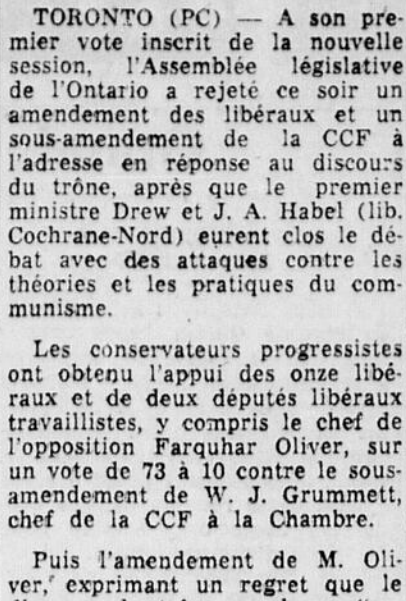 TORONTO (PC) — A son pre-
mier vote inscrit de la nouvelle
session, l'Assemblée législative
de l'Ontario a rejeté ce soir un
amendement des libéraux et un
sous-amendement de la CCF à
l'adresse en réponse au discours
du trône, après que le premier
ministre Drew et J. A. Habel (lib.
Cochrane-Nord) eurent clos le dé-
bat avec des attaques contre les
théories et les pratiques du com-
munisme.
Les conservateurs progressistes
ont obtenu l'appui des onze libé-
raux et de deux députés libéraux
travaillistes, y compris le chef de
l'opposition Farquhar Oliver, sur
un vote de 73 à 10 contre le sous-
amendement de W. J. Grummett,
chef de la CCF à la Chambre.
Puis l'amendement de M. Oli-
ver, exprimant un regret que le